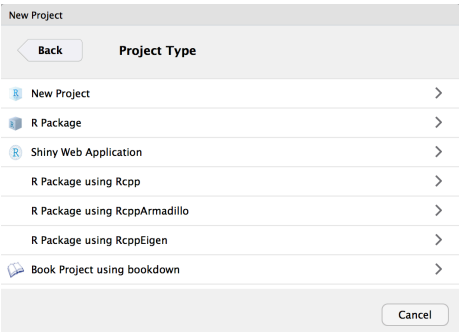 New Project
Back
Project Type
R New Project
R Package
R Shiny Web Application
R Package using Rcpp
R Package using RcppArmadillo
R Package using RcppEigen
Book Project using bookdown
Cancel